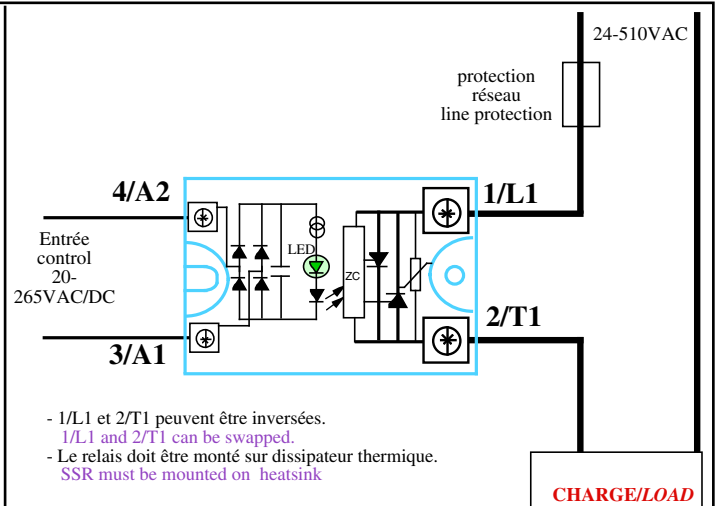 24-510VAC
protection
réseau
line protection
4/A2
1/L1
Entrée
control
20-
265VAC/DC
LED
ZC
3/A1
2/T1
- 1/L1 et 2/T1 peuvent être inversées.
1/L1 and 2/T1 can be swapped.
- Le relais doit être monté sur dissipateur thermique.
SSR must be mounted on heatsink
CHARGE/LOAD